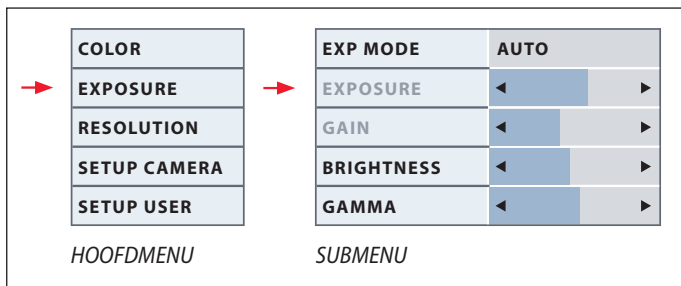 COLOR
EXPOSURE
RESOLUTION
SETUP CAMERA
SETUP USER
HOOFDMENU
EXP MODE AUTO
EXPOSURE
GAIN
BRIGHTNESS
GAMMA
SUBMENU